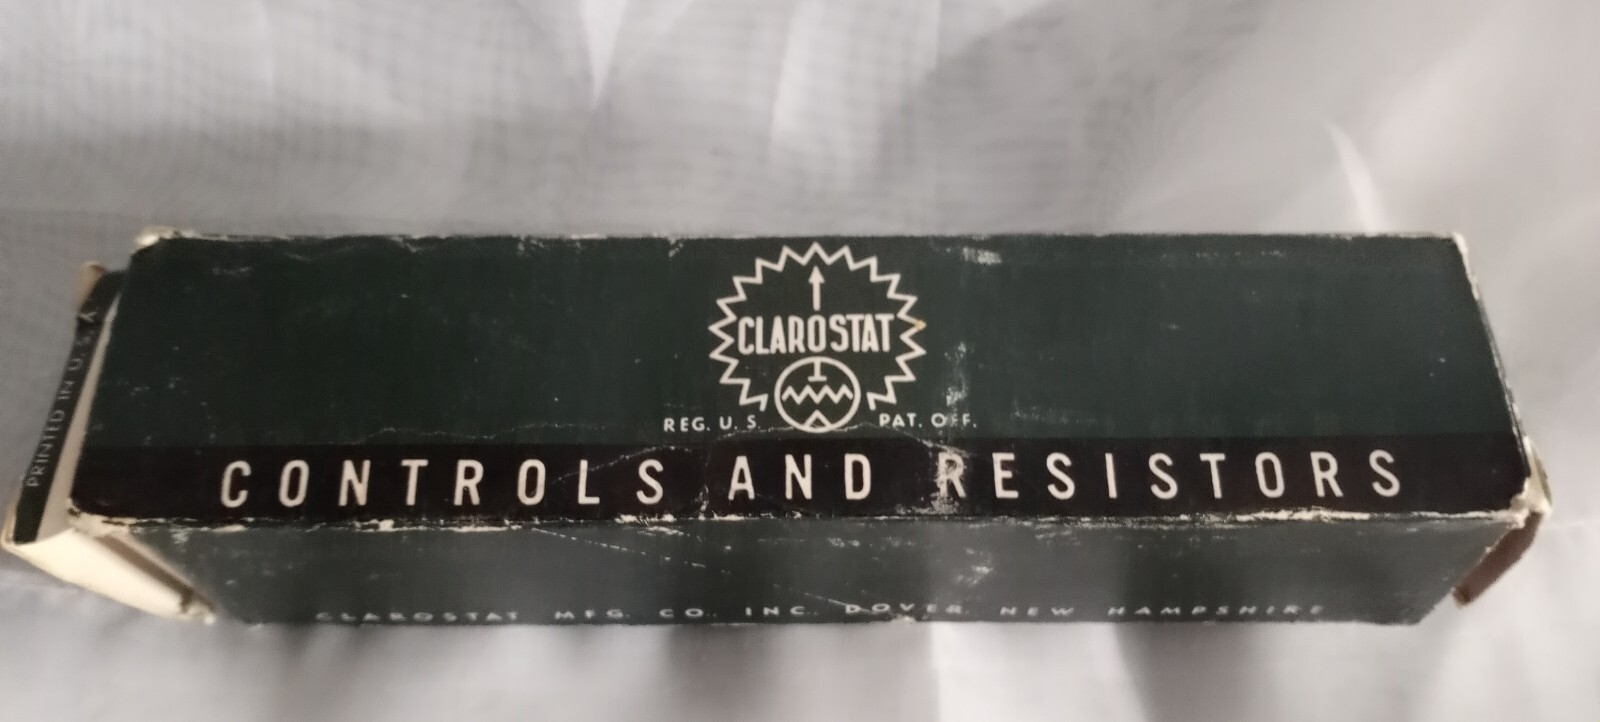 CLAROSTAT
REG. U. S. PAT. OFF.
CONTROLS AND RESISTORS
CLAROSTAT MFG. CO., INC. DOVER, NEW HAMPSHIRE
PRINTED IN U. S. A.